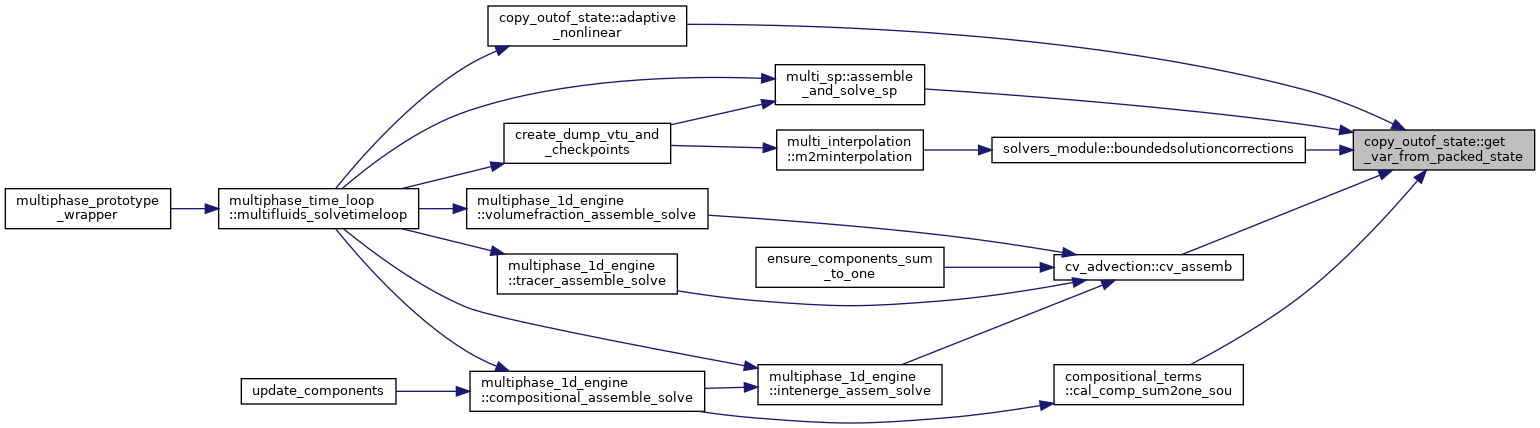 copy_outof_state::adaptive
_nonlinear
multi_sp::assemble
_and_solve_sp
create_dump_vtu_and
_checkpoints
multi_interpolation
::m2minterpolation
solvers_module::boundedsolutioncorrections
copy_outof_state::get
_var_from_packed_state
multiphase_prototype
_wrapper
multiphase_time_loop
::multifluids_solvetimeloop
multiphase_1d_engine
::volumefraction_assemble_solve
ensure_components_sum
_to_one
cv_advection::cv_assemb
multiphase_1d_engine
::tracer_assemble_solve
update_components
multiphase_1d_engine
::compositional_assemble_solve
multiphase_1d_engine
::intenerge_assem_solve
compositional_terms
::cal_comp_sum2one_sou